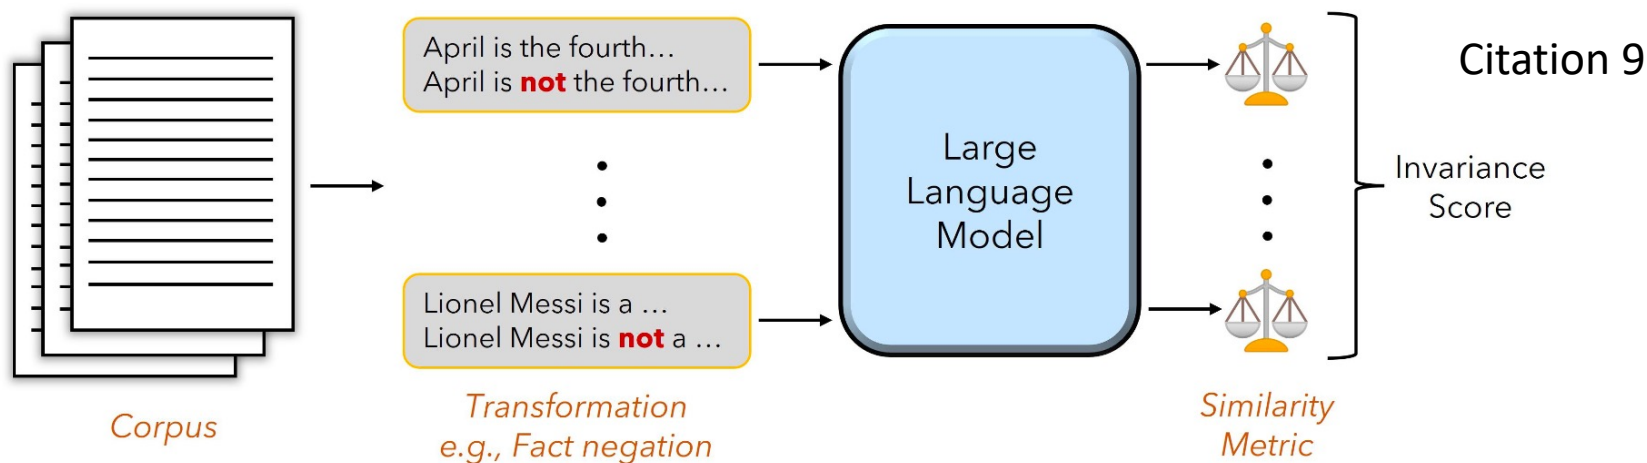 April is the fourth…
April is not the fourth…
Lionel Messi is a …
Lionel Messi is not a …
Large
Language
Model
Citation 9
Invariance
Score
Corpus
Transformation
e.g., Fact negation
Similarity
Metric